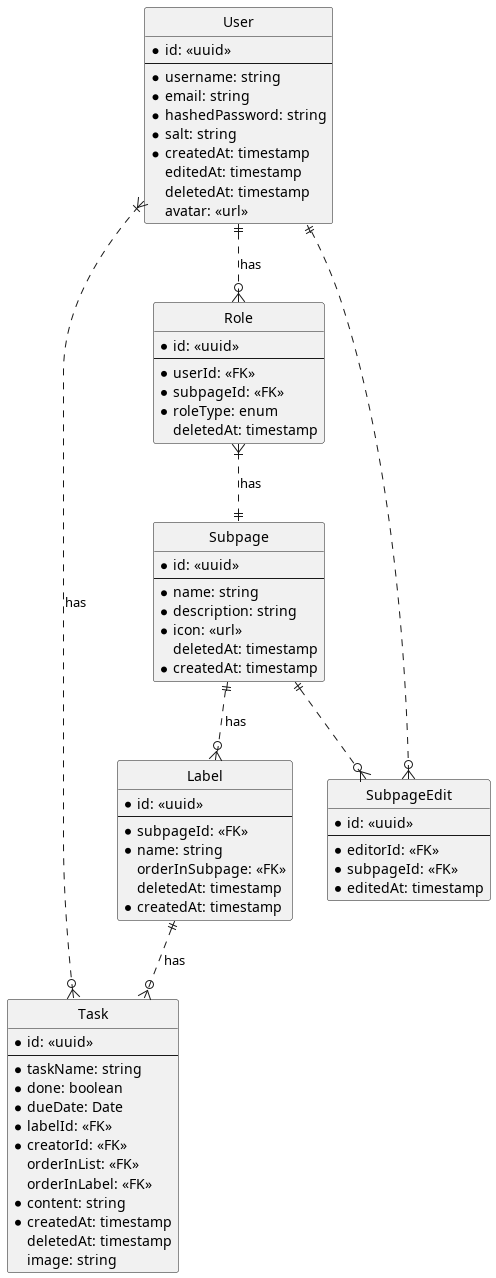 User
id: «uuid»
username: string
email: string
hashedPassword: string
salt: string
createdAt: timestamp
editedAt: timestamp
deletedAt: timestamp
avatar: «url»
has
Role
id: «uuid»
userId: «FK»
subpageId: «FK»
roleType: enum
deletedAt: timestamp
has
Subpage
id: «uuid»
name: string
description: string
icon: «url»
deletedAt: timestamp
createdAt: timestamp
has
has
Label
id: «uuid»
subpageId: «FK»
name: string
orderInSubpage: «FK»
deletedAt: timestamp
createdAt: timestamp
SubpageEdit
id: «uuid»
editorId: «FK»
subpageId: «FK»
editedAt: timestamp
has
Task
id: «uuid»
taskName: string
done: boolean
dueDate: Date
labelId: «FK»
creatorId: «FK»
orderInList: «FK»
orderInLabel: «FK»
content: string
createdAt: timestamp
deletedAt: timestamp
image: string